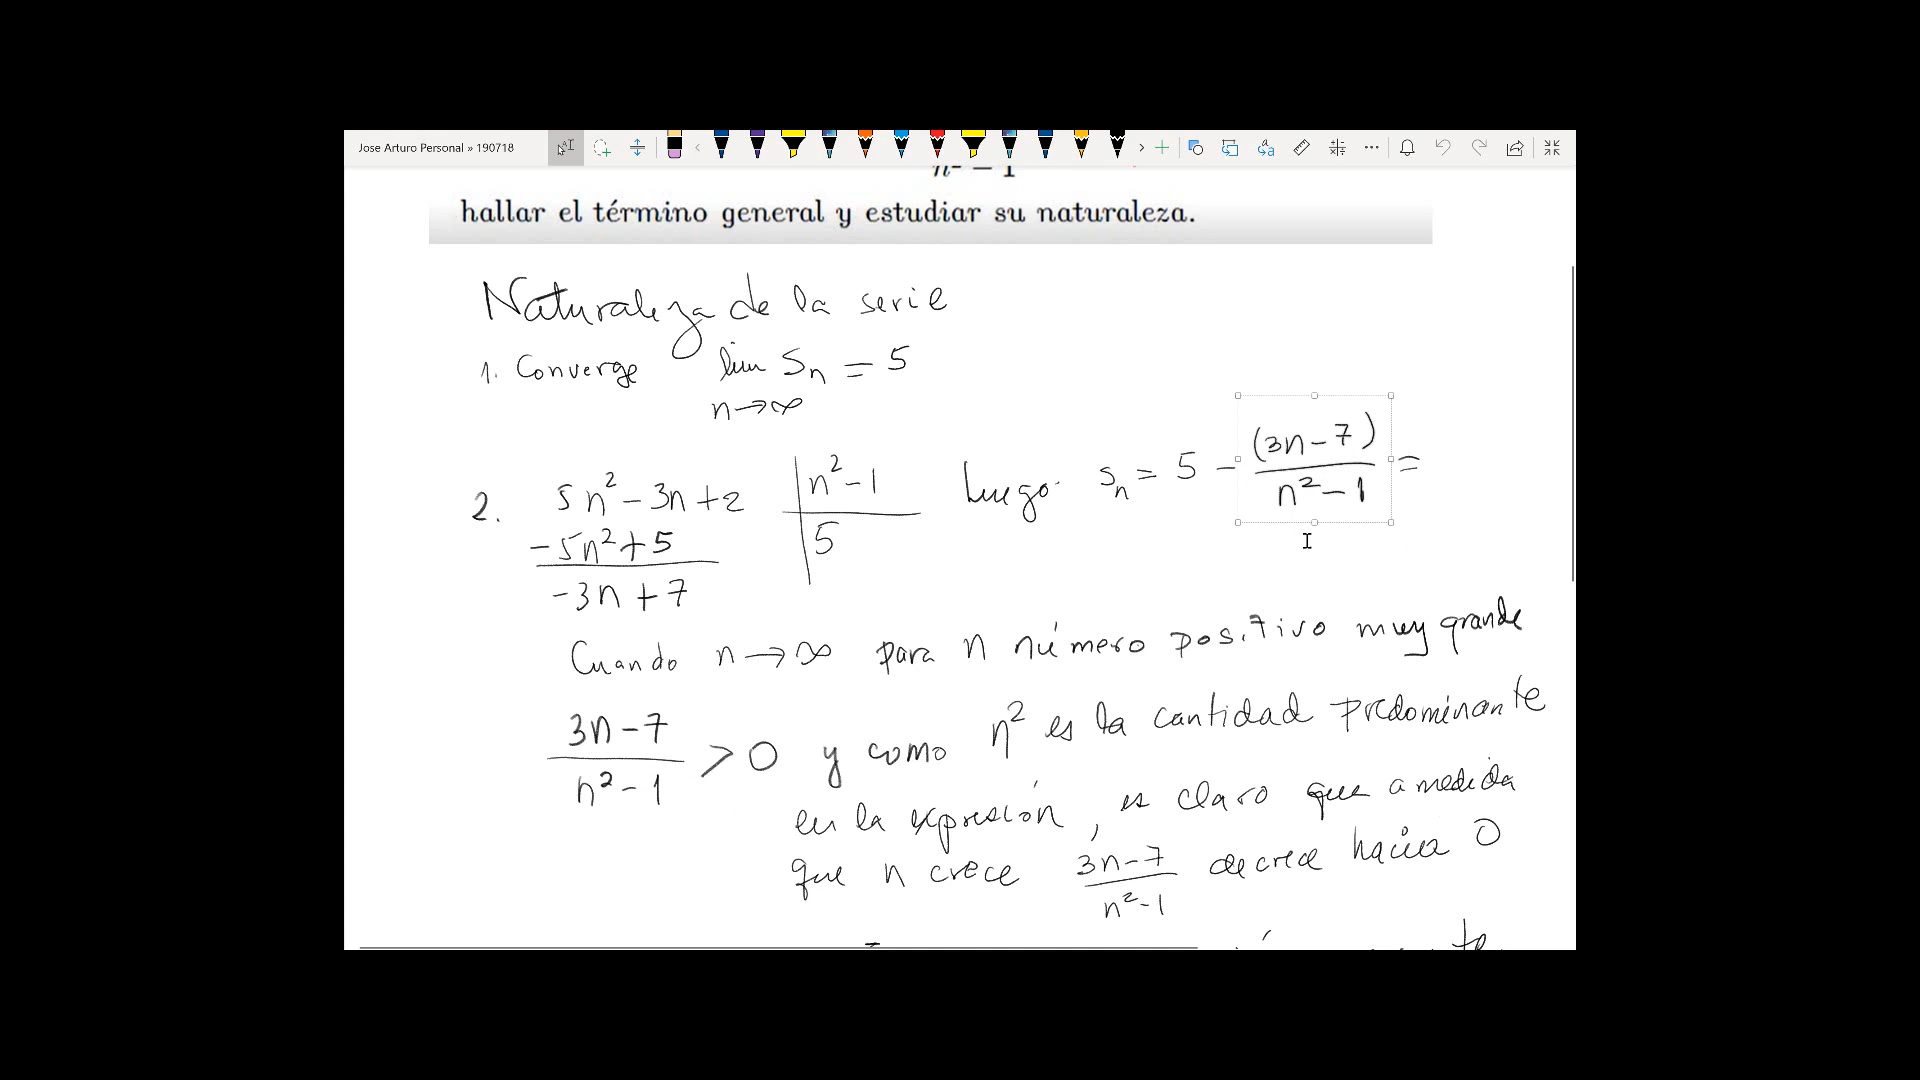 Jose Arturo Personal » 190718
n² − 1
hallar el término general y estudiar su naturaleza.
Naturaleza de la serie
1. Converge lim Sn = 5
n→∞
2. 5n² − 3n + 2 | n² − 1
−5n² + 5 | 5
−3n + 7
Luego Sn = 5 − (3n − 7) / (n² − 1) =
Cuando n → ∞ para n número positivo muy grande
(3n − 7) / (n² − 1) > 0 y como n² es la cantidad predominante
en la expresión, es claro que a medida
que n crece (3n − 7) / (n² − 1) decrece hacia 0